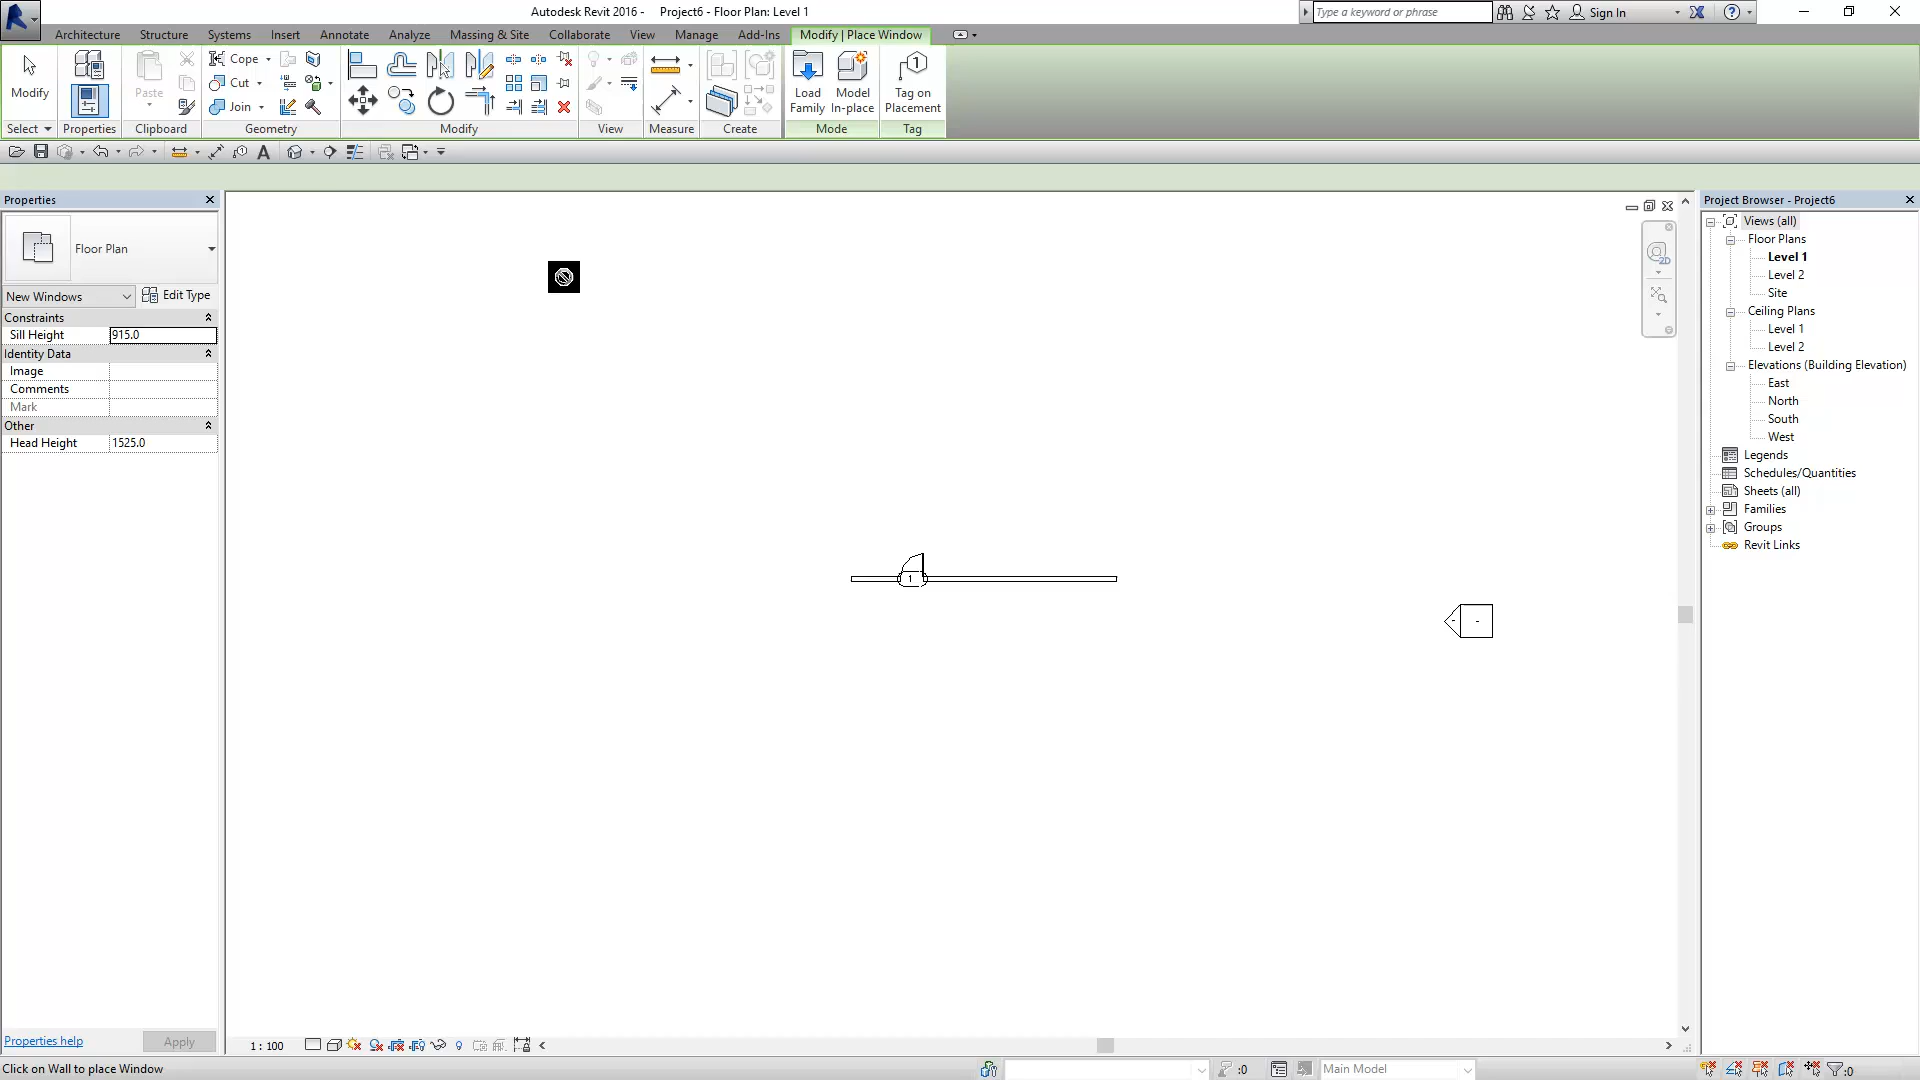 Autodesk Revit 2016 - Project6 - Floor Plan: Level 1
Type a keyword or phrase
Sign In
Architecture Structure Systems Insert Annotate Analyze Massing & Site Collaborate View Manage Add-Ins Modify | Place Window
Modify
Paste
Cope
Cut
Join
Load Family
Model In-place
Tag on Placement
Select Properties Clipboard Geometry Modify View Measure Create Mode Tag
Properties
Floor Plan
New Windows Edit Type
Constraints
Sill Height 915.0
Identity Data
Image
Comments
Mark
Other
Head Height 1525.0
Properties help Apply
2D
1
1
-
-
Project Browser - Project6
Views (all)
Floor Plans
Level 1
Level 2
Site
Ceiling Plans
Level 1
Level 2
Elevations (Building Elevation)
East
North
South
West
Legends
Schedules/Quantities
Sheets (all)
Families
Groups
Revit Links
1 : 100
Click on Wall to place Window
:0
Main Model
:0